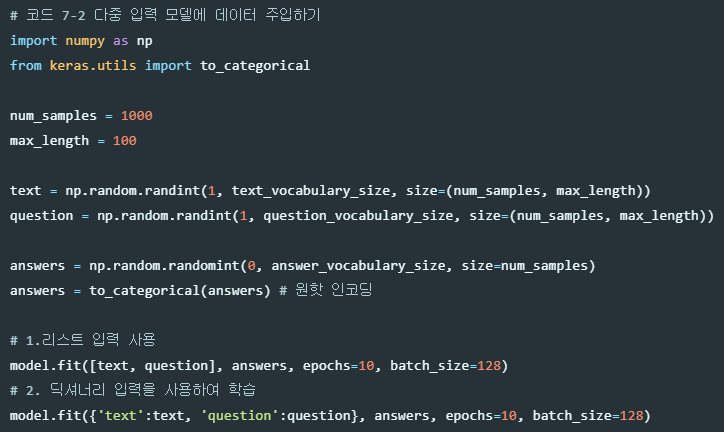 # 코드 7-2 다중 입력 모델에 데이터 주입하기
import numpy as np
from keras.utils import to_categorical
num_samples = 1000
max_length = 100
text = np.random.randint(1, text_vocabulary_size, size=(num_samples, max_length))
question = np.random.randint(1, question_vocabulary_size, size=(num_samples, max_length))
answers = np.random.randomint(0, answer_vocabulary_size, size=num_samples)
answers = to_categorical(answers) # 원핫 인코딩
# 1.리스트 입력 사용
model.fit([text, question], answers, epochs=10, batch_size=128)
# 2. 딕셔너리 입력을 사용하여 학습
model.fit({'text':text, 'question':question}, answers, epochs=10, batch_size=128)